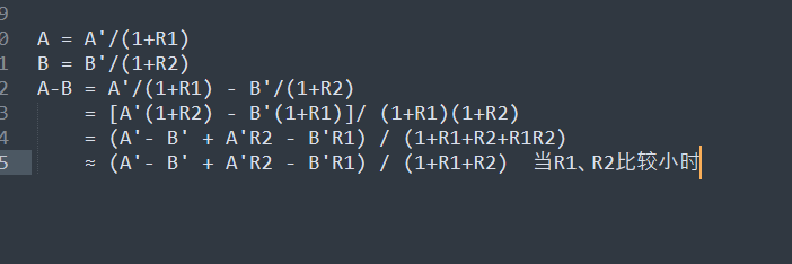 9
0 A = A'/(1+R1)
1 B = B'/(1+R2)
2 A-B = A'/(1+R1) - B'/(1+R2)
3 = [A'(1+R2) - B'(1+R1)]/ (1+R1)(1+R2)
4 = (A'- B' + A'R2 - B'R1) / (1+R1+R2+R1R2)
5 ≈ (A'- B' + A'R2 - B'R1) / (1+R1+R2) 当R1、R2比较小时